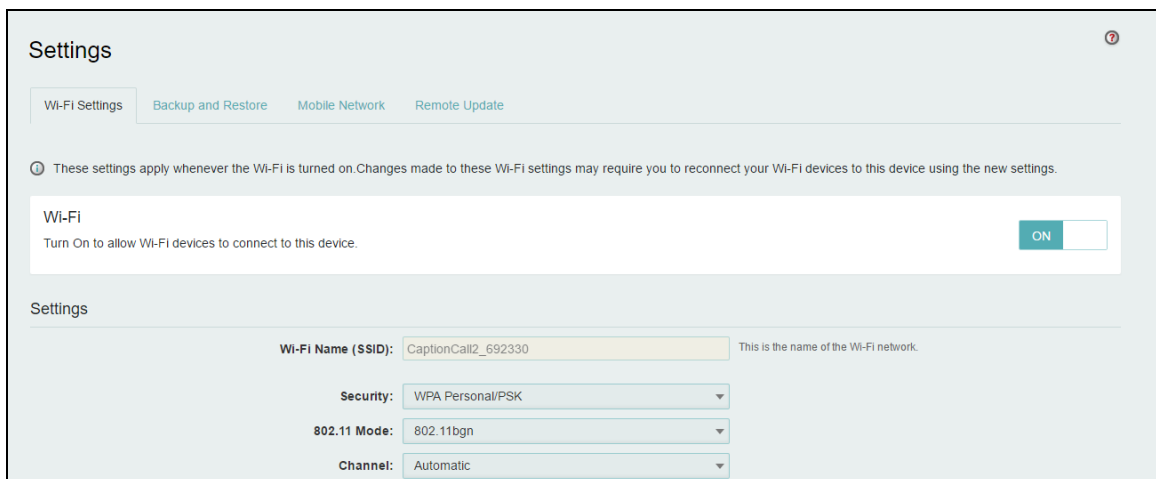 Settings
Wi-Fi Settings Backup and Restore Mobile Network Remote Update
These settings apply whenever the Wi-Fi is turned on.Changes made to these Wi-Fi settings may require you to reconnect your Wi-Fi devices to this device using the new settings.
Wi-Fi
Turn On to allow Wi-Fi devices to connect to this device.
ON
Settings
Wi-Fi Name (SSID): CaptionCall2_692330 This is the name of the Wi-Fi network.
Security: WPA Personal/PSK
802.11 Mode: 802.11bgn
Channel: Automatic